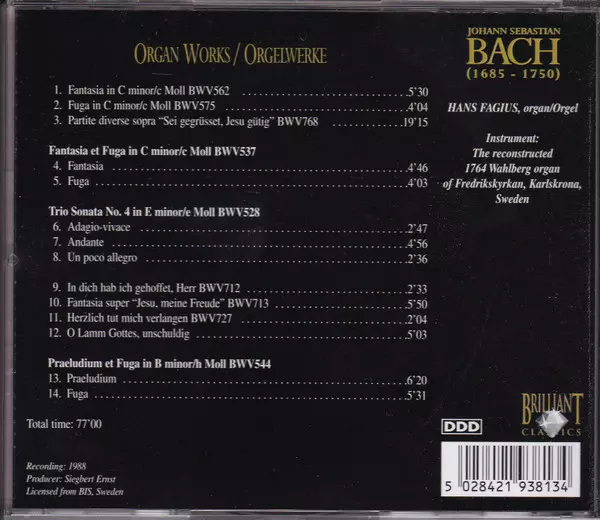 JOHANN SEBASTIAN
BACH
(1685 - 1750)
ORGAN WORKS / ORGELWERKE
1. Fantasia in C minor/c Moll BWV562 5'30
2. Fuga in C minor/c Moll BWV575 4'04
3. Partite diverse sopra "Sei gegrüsset, Jesu gütig" BWV768 19'15
Fantasia et Fuga in C minor/c Moll BWV537
4. Fantasia 4'46
5. Fuga 4'03
Trio Sonata No. 4 in E minor/e Moll BWV528
6. Adagio-vivace 2'47
7. Andante 4'56
8. Un poco allegro 2'36
9. In dich hab ich gehoffet, Herr BWV712 2'33
10. Fantasia super "Jesu, meine Freude" BWV713 5'50
11. Herzlich tut mich verlangen BWV727 2'04
12. O Lamm Gottes, unschuldig 5'03
Praeludium et Fuga in B minor/h Moll BWV544
13. Praeludium 6'20
14. Fuga 5'31
Total time: 77'00
Recording: 1988
Producer: Siegbert Ernst
Licensed from BIS, Sweden
HANS FAGIUS, organ/Orgel
Instrument:
The reconstructed
1764 Wahlberg organ
of Fredrikskyrkan, Karlskrona,
Sweden
DDD
BRILLIANT
CLASSICS
5 028421 938134